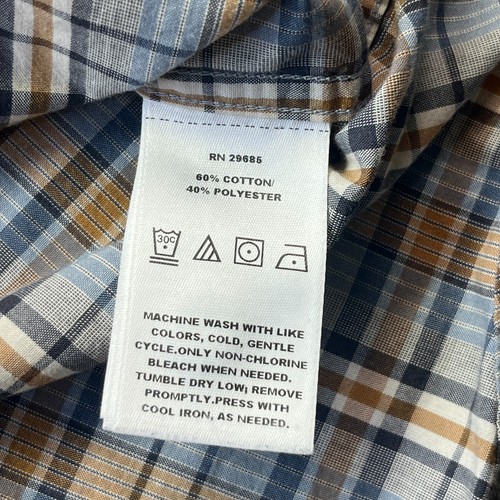 RN 29685
60% COTTON/
40% POLYESTER
30C
MACHINE WASH WITH LIKE
COLORS, COLD, GENTLE
CYCLE.ONLY NON-CHLORINE
BLEACH WHEN NEEDED.
TUMBLE DRY LOW; REMOVE
PROMPTLY.PRESS WITH
COOL IRON, AS NEEDED.